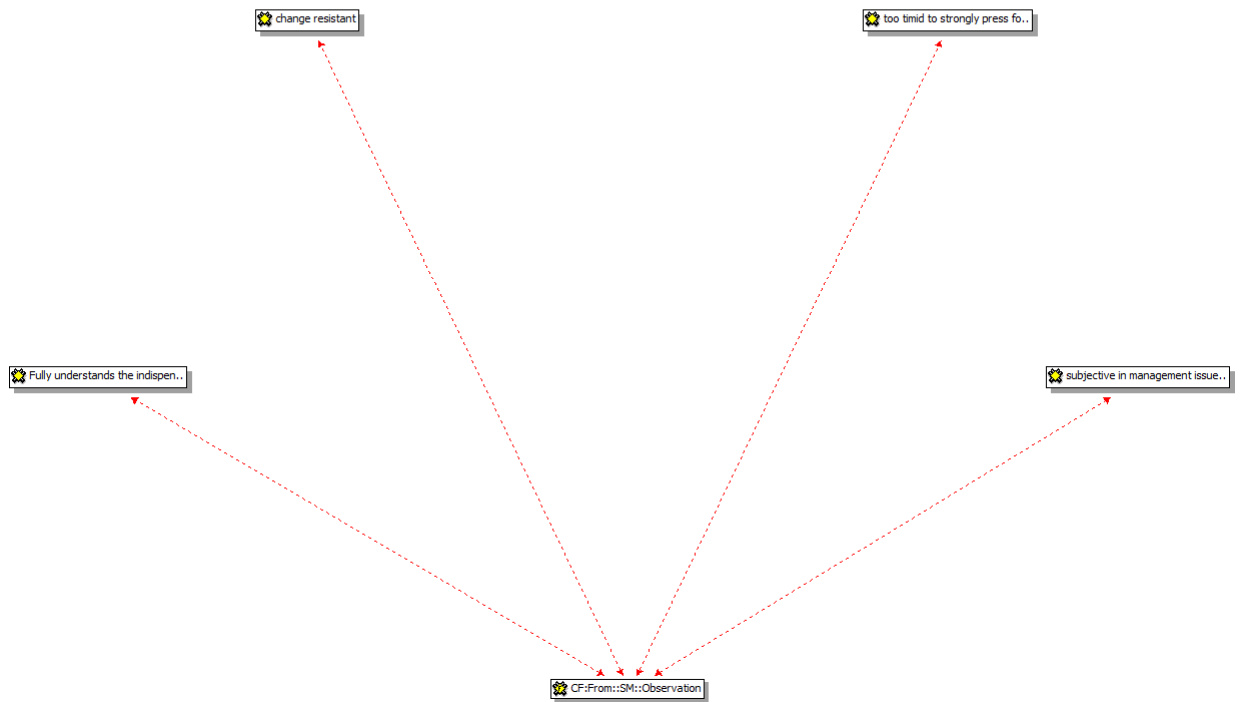 change resistant
too timid to strongly press fo..
Fully understands the indispen..
subjective in management issue..
CF:From::SM::Observation